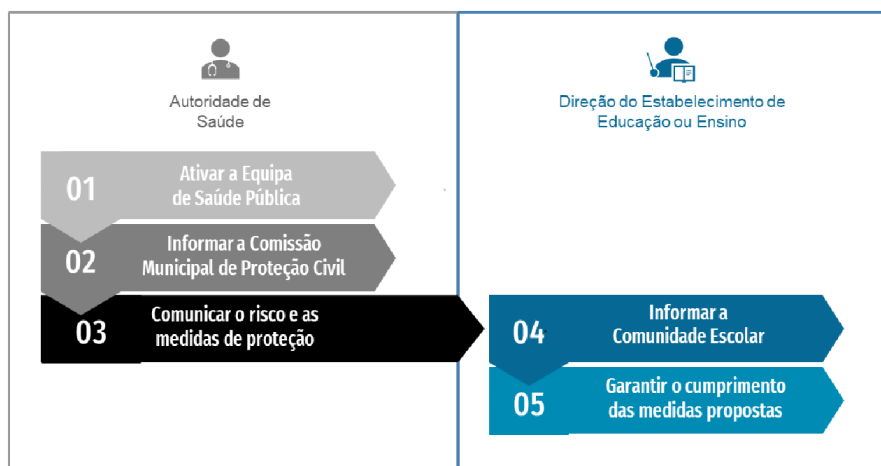 Autoridade de
Saúde
Direção do Estabelecimento de
Educação ou Ensino
01
Ativar a Equipa
de Saúde Pública
02
Informar a Comissão
Municipal de Proteção Civil
03
Comunicar o risco e as
medidas de proteção
04
Informar a
Comunidade Escolar
05
Garantir o cumprimento
das medidas propostas